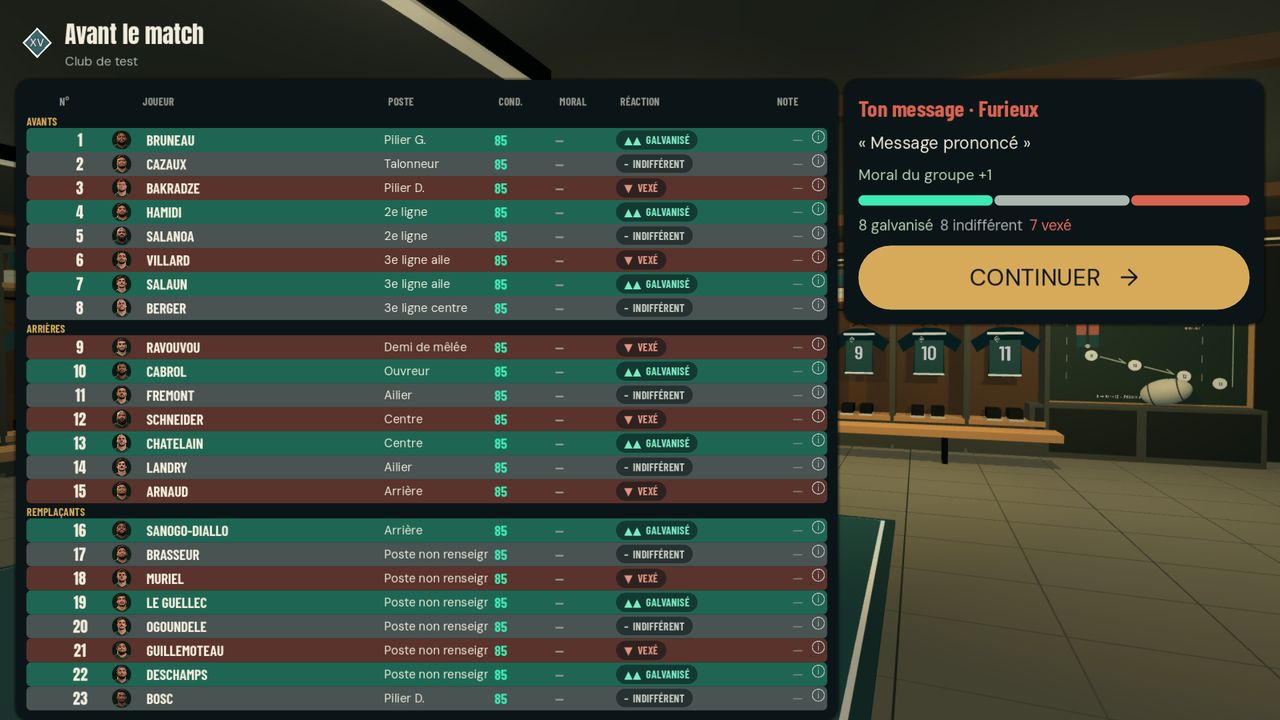 XV
Avant le match
Club de test
N° JOUEUR POSTE COND. MORAL RÉACTION NOTE
AVANTS
1 BRUNEAU Pilier G. 85 – ▲▲ GALVANISÉ —
2 CAZAUX Talonneur 85 – - INDIFFÉRENT —
3 BAKRADZE Pilier D. 85 – ▼ VEXÉ —
4 HAMIDI 2e ligne 85 – ▲▲ GALVANISÉ —
5 SALANOA 2e ligne 85 – - INDIFFÉRENT —
6 VILLARD 3e ligne aile 85 – ▼ VEXÉ —
7 SALAUN 3e ligne aile 85 – ▲▲ GALVANISÉ —
8 BERGER 3e ligne centre 85 – - INDIFFÉRENT —
ARRIÈRES
9 RAVOUVOU Demi de mêlée 85 – ▼ VEXÉ —
10 CABROL Ouvreur 85 – ▲▲ GALVANISÉ —
11 FREMONT Ailier 85 – - INDIFFÉRENT —
12 SCHNEIDER Centre 85 – ▼ VEXÉ —
13 CHATELAIN Centre 85 – ▲▲ GALVANISÉ —
14 LANDRY Ailier 85 – - INDIFFÉRENT —
15 ARNAUD Arrière 85 – ▼ VEXÉ —
REMPLAÇANTS
16 SANOGO-DIALLO Arrière 85 – ▲▲ GALVANISÉ —
17 BRASSEUR Poste non renseigr 85 – - INDIFFÉRENT —
18 MURIEL Poste non renseigr 85 – ▼ VEXÉ —
19 LE GUELLEC Poste non renseigr 85 – ▲▲ GALVANISÉ —
20 OGOUNDELE Poste non renseigr 85 – - INDIFFÉRENT —
21 GUILLEMOTEAU Poste non renseigr 85 – ▼ VEXÉ —
22 DESCHAMPS Poste non renseigr 85 – ▲▲ GALVANISÉ —
23 BOSC Pilier D. 85 – - INDIFFÉRENT —
Ton message · Furieux
« Message prononcé »
Moral du groupe +1
8 galvanisé 8 indifférent 7 vexé
CONTINUER →
9 10 11